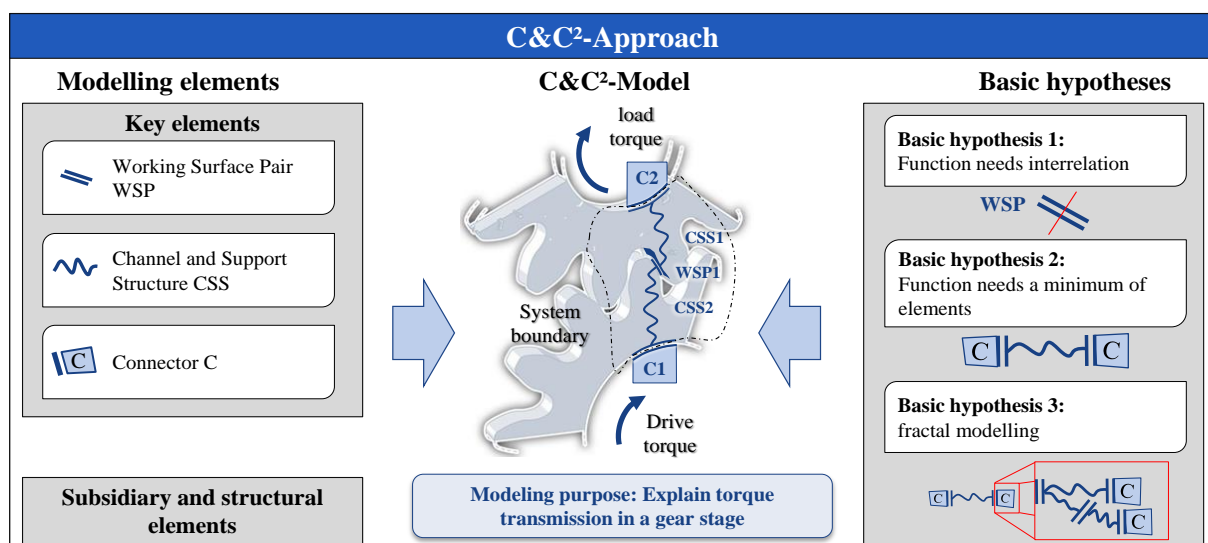 C&C²-Approach
Modelling elements
Key elements
Working Surface Pair
WSP
Channel and Support
Structure CSS
C
Connector C
Subsidiary and structural
elements
C&C²-Model
load
torque
C2
CSS1
WSP1
CSS2
System
boundary
C1
Drive
torque
Modeling purpose: Explain torque
transmission in a gear stage
Basic hypotheses
Basic hypothesis 1:
Function needs interrelation
WSP
Basic hypothesis 2:
Function needs a minimum of
elements
C C
Basic hypothesis 3:
fractal modelling
C C C
C